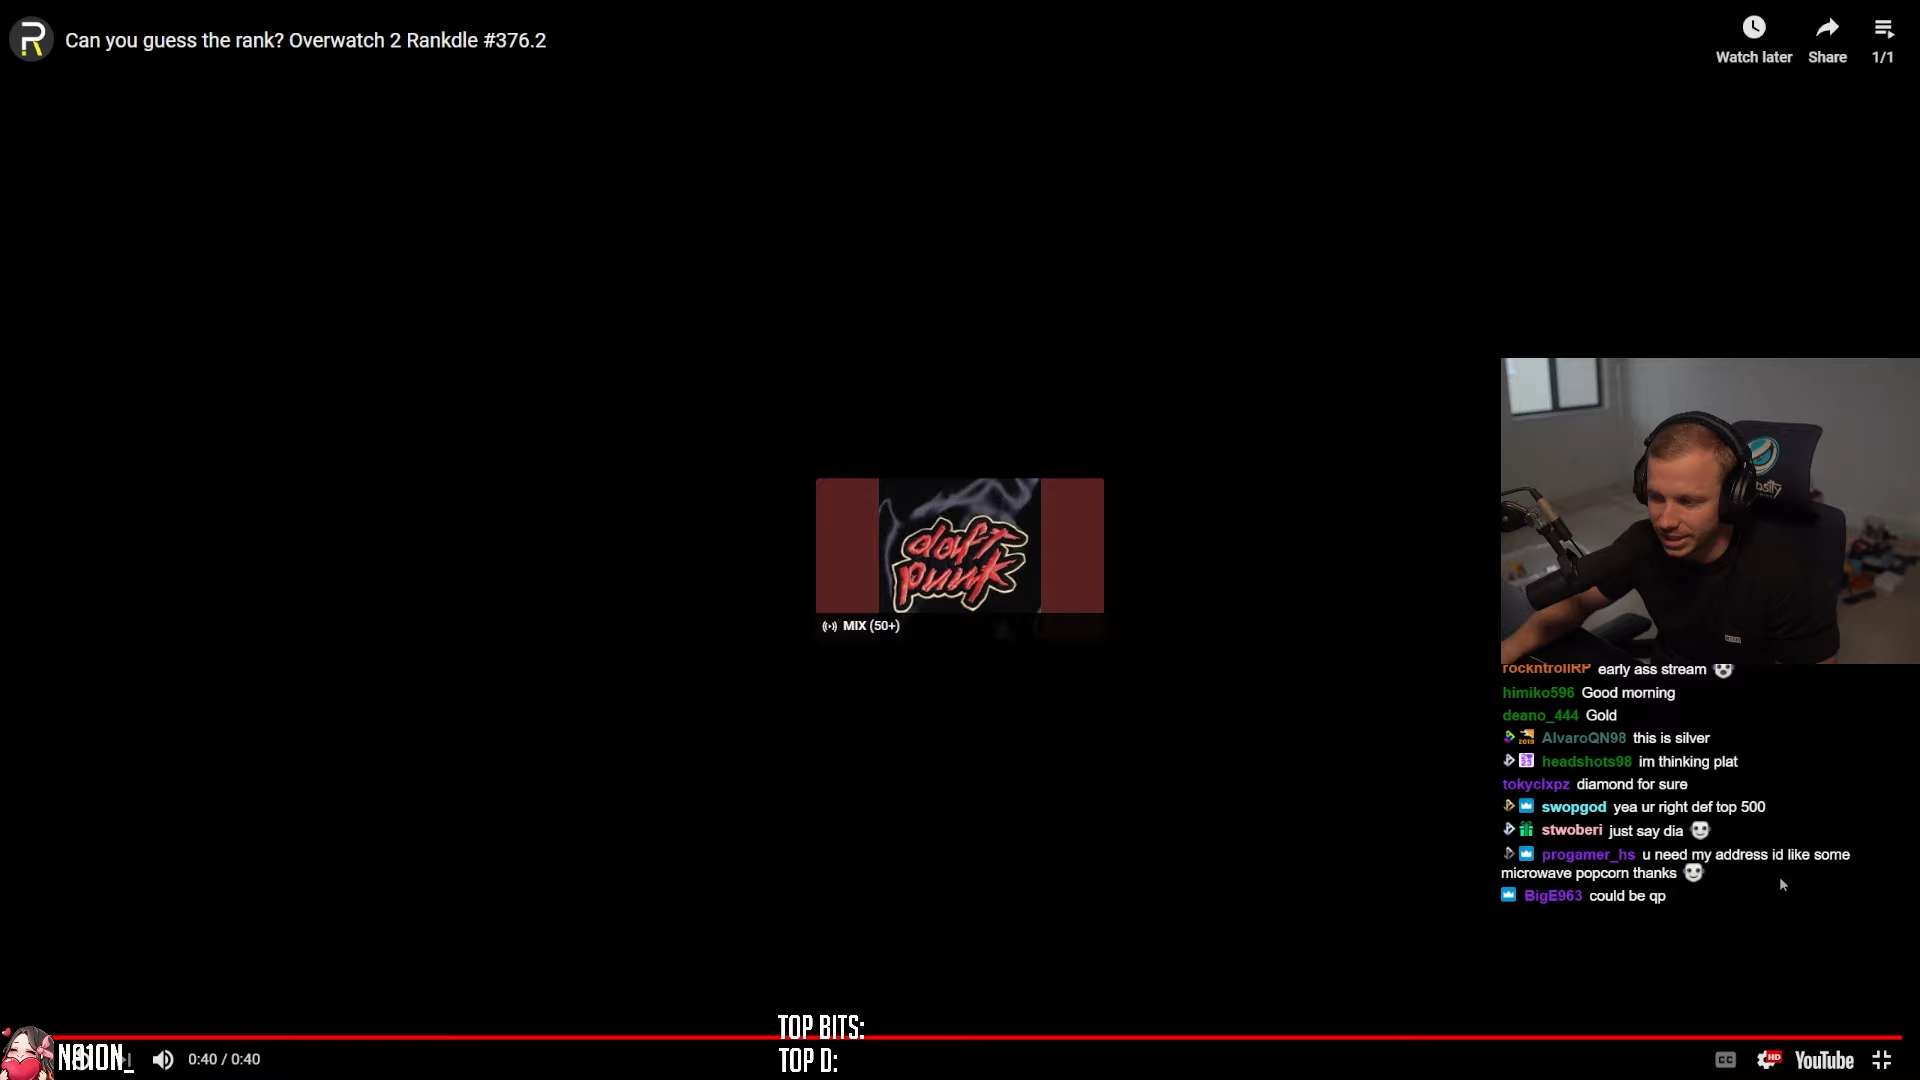 Can you guess the rank? Overwatch 2 Rankdle #376.2
Watch later
Share
1/1
daft
punk
MIX (50+)
rockntrollRP early ass stream
himiko596 Good morning
deano_444 Gold
AlvaroQN98 this is silver
headshots98 im thinking plat
tokyclxpz diamond for sure
swopgod yea ur right def top 500
stwoberi just say dia
progamer_hs u need my address id like some
microwave popcorn thanks
BigE963 could be qp
TOP BITS:
TOP D:
0:40 / 0:40
CC
HD
YouTube